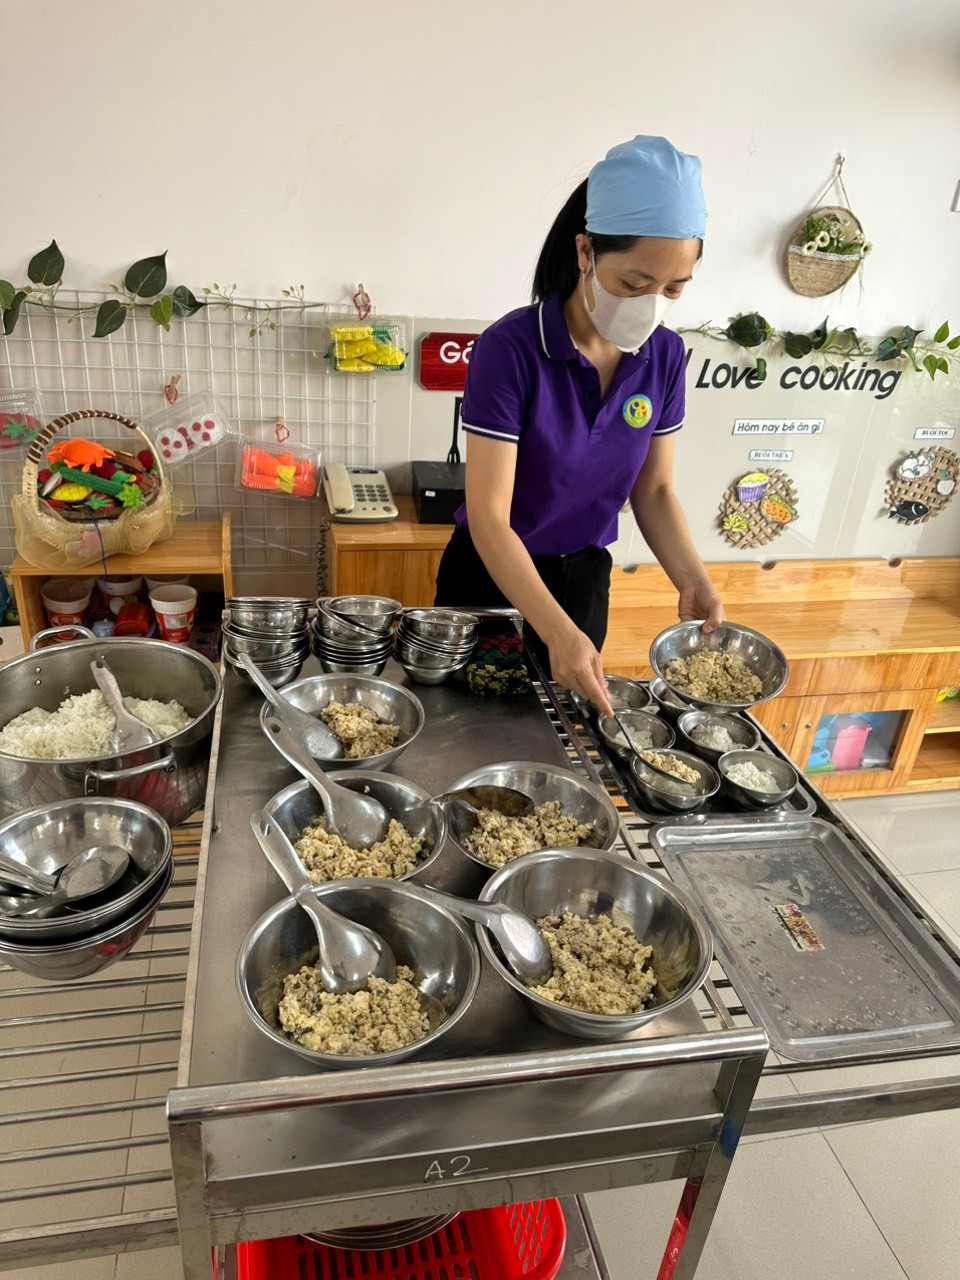 Gó
Love cooking
Hôm nay bé ăn gì
BUỔI TRƯA
BUỔI TỐI
A2